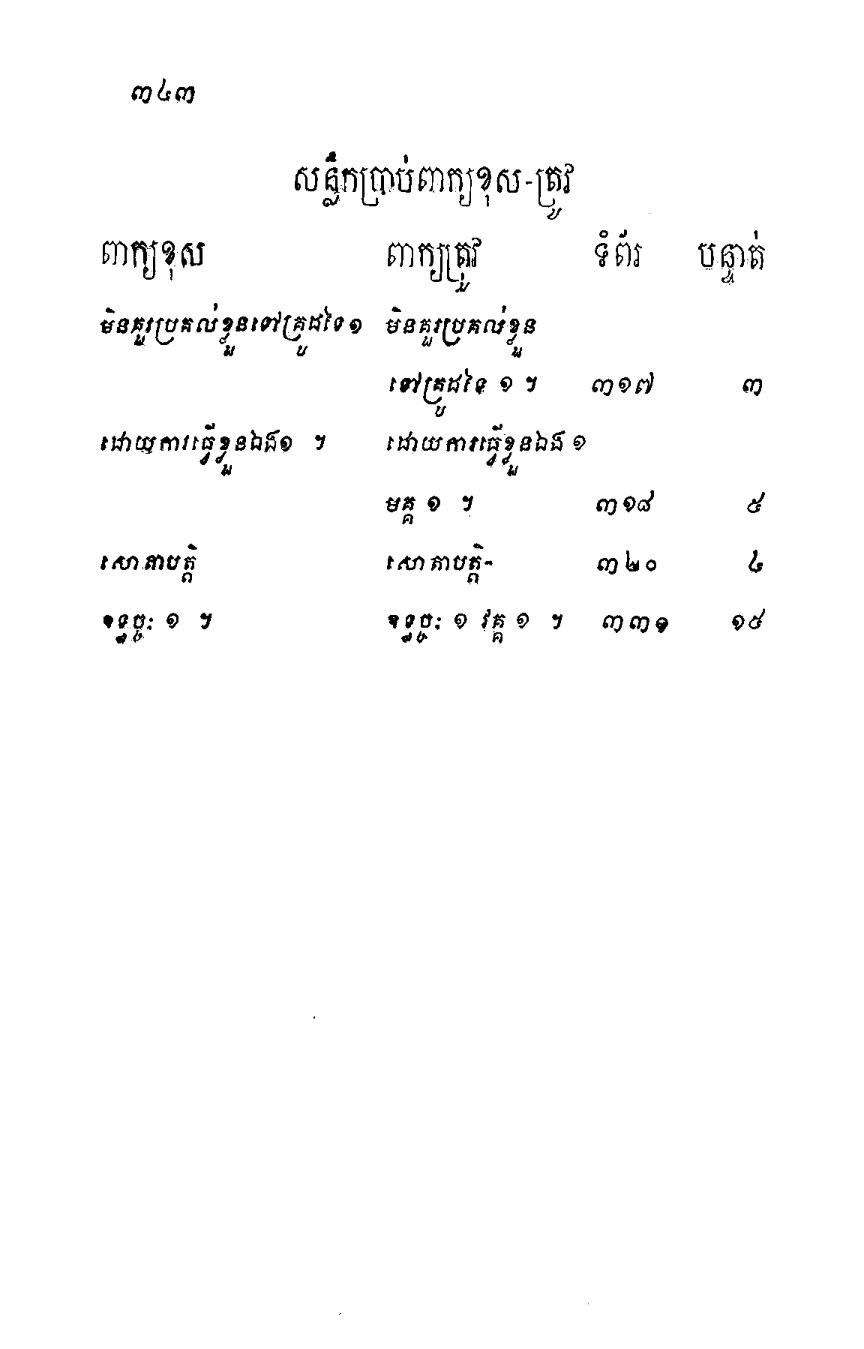 ៣៤៣
សន្លឹកប្រាប់ពាក្យខុស-ត្រូវ
ពាក្យខុស ពាក្យត្រូវ ទំព័រ បន្ទាត់
មិនគួរប្រគល់ខ្លួនទៅគ្រូដទៃ១ មិនគួរប្រគល់ខ្លួន
ទៅគ្រូដទៃ ១ ។ ៣១៧ ៣
ដោយការធ្វើខ្លួនឯង១ ។ ដោយការធ្វើខ្លួនឯង ១
មគ្គ ១ ។ ៣១៨ ៥
សោតាបត្តិ សោតាបត្តិ- ៣២០ ៤
១ ។ ១ វគ្គ ១ ។ ៣៣១ ១៥